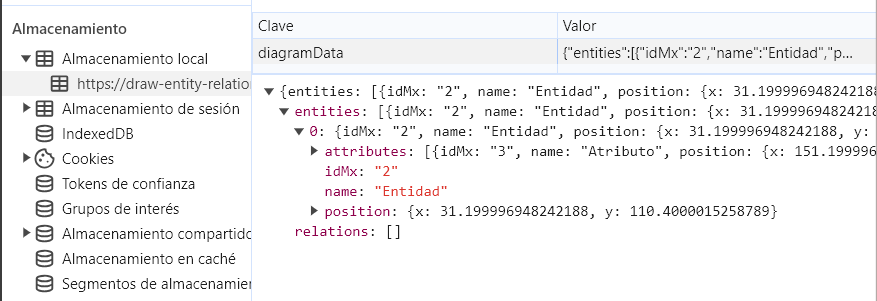 Almacenamiento
Almacenamiento local
https://draw-entity-relatio
Almacenamiento de sesión
IndexedDB
Cookies
Tokens de confianza
Grupos de interés
Almacenamiento compartido
Almacenamiento en caché
Segmentos de almacenamien
Clave Valor
diagramData {"entities":[{"idMx":"2","name":"Entidad","p...
{entities: [{idMx: "2", name: "Entidad", position: {x: 31.199996948242188
entities: [{idMx: "2", name: "Entidad", position: {x: 31.199996948242188
0: {idMx: "2", name: "Entidad", position: {x: 31.199996948242188, y:
attributes: [{idMx: "3", name: "Atributo", position: {x: 151.199996
idMx: "2"
name: "Entidad"
position: {x: 31.199996948242188, y: 110.4000015258789}
relations: []